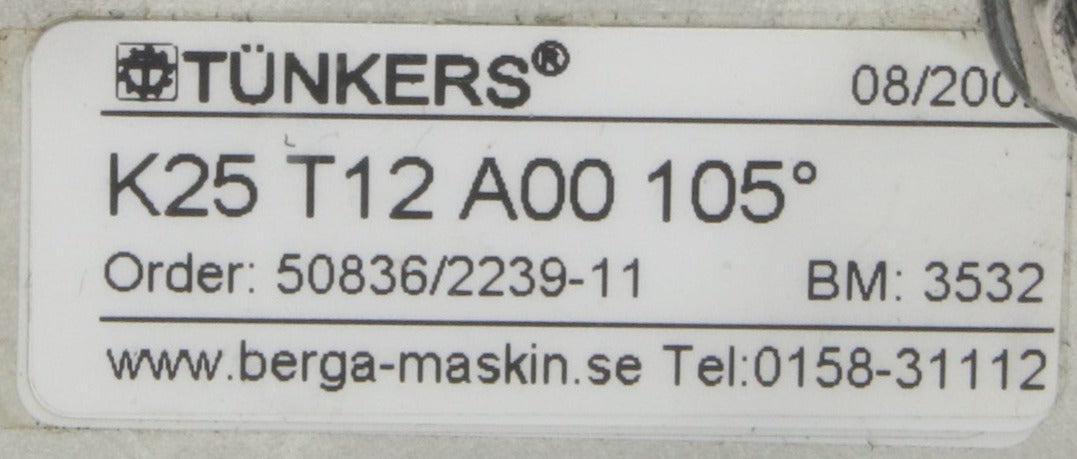 TÜNKERS®
K25 T12 A00 105°
Order: 50836/2239-11 BM: 3532
www.berga-maskin.se Tel:0158-31112